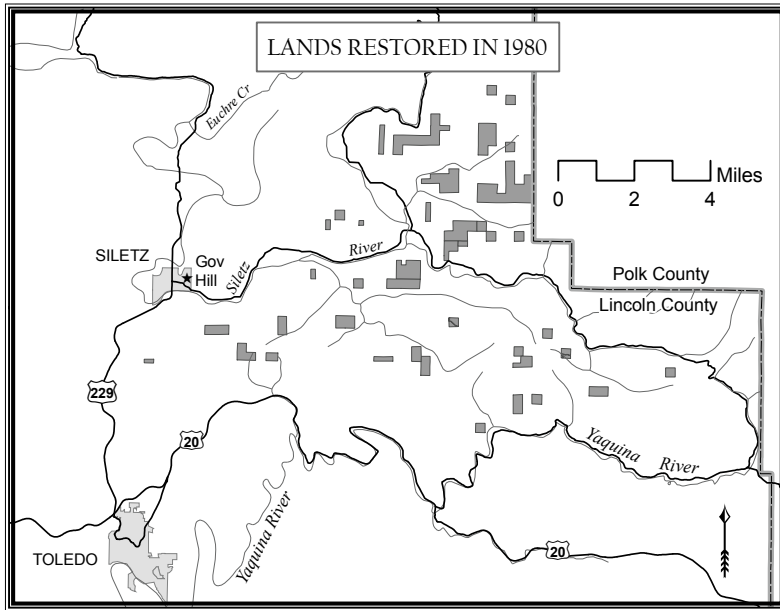 LANDS RESTORED IN 1980
Euchre Cr
Miles
0 2 4
SILETZ
Gov
Hill
Siletz
River
Polk County
Lincoln County
229
20
Yaquina
River
Yaquina River
20
TOLEDO